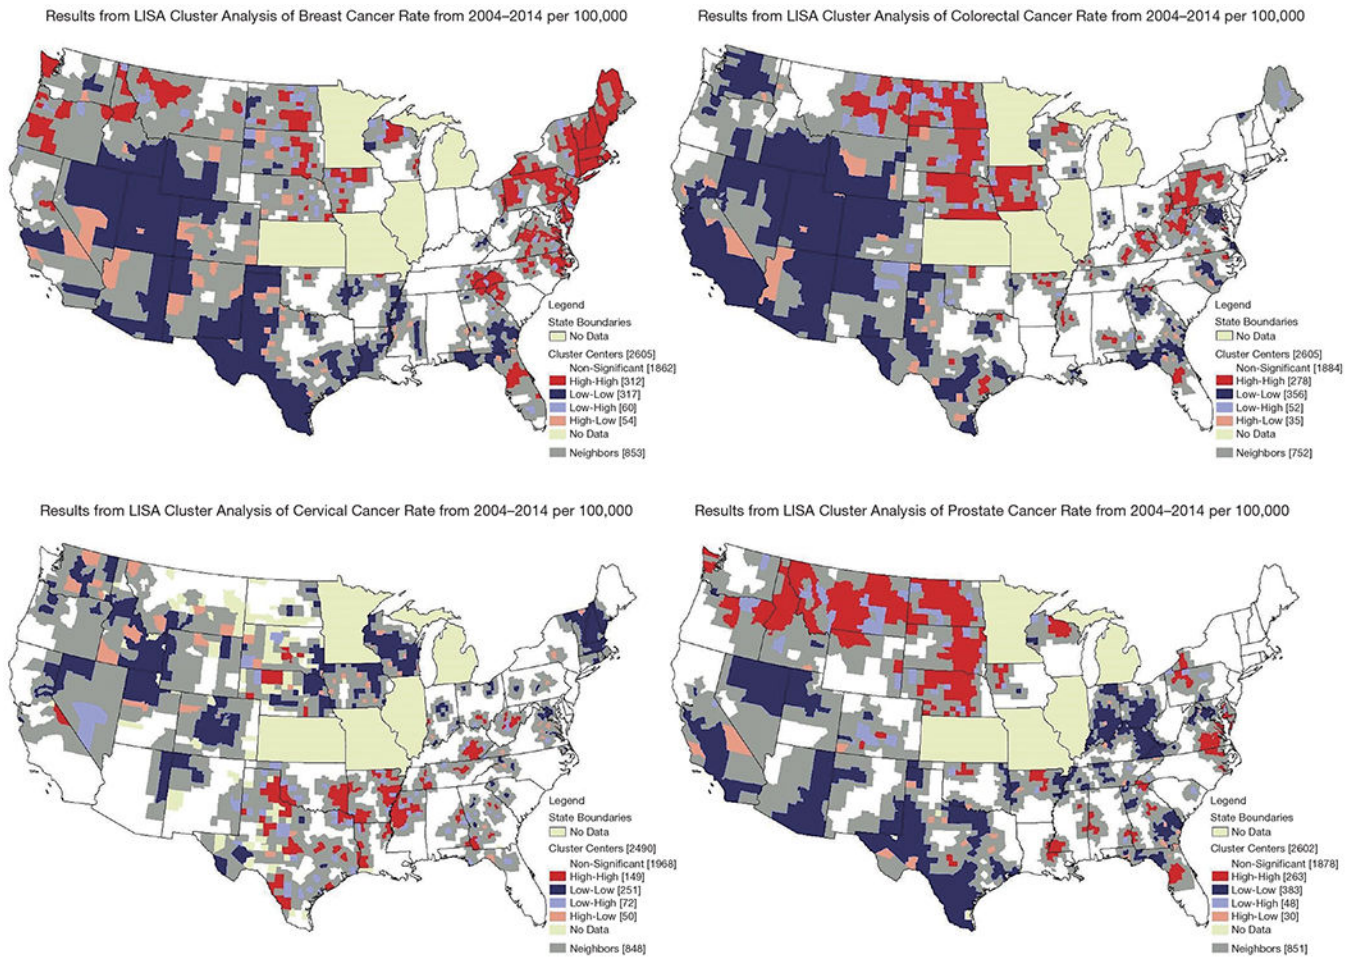 Results from LISA Cluster Analysis of Breast Cancer Rate from 2004–2014 per 100,000
Legend
State Boundaries
No Data
Cluster Centers [2605]
Non-Significant [1862]
High-High [312]
Low-Low [317]
Low-High [60]
High-Low [54]
No Data
Neighbors [853]
Results from LISA Cluster Analysis of Colorectal Cancer Rate from 2004–2014 per 100,000
Legend
State Boundaries
No Data
Cluster Centers [2605]
Non-Significant [1884]
High-High [278]
Low-Low [356]
Low-High [52]
High-Low [35]
No Data
Neighbors [752]
Results from LISA Cluster Analysis of Cervical Cancer Rate from 2004–2014 per 100,000
Legend
State Boundaries
No Data
Cluster Centers [2490]
Non-Significant [1968]
High-High [149]
Low-Low [251]
Low-High [72]
High-Low [50]
No Data
Neighbors [848]
Results from LISA Cluster Analysis of Prostate Cancer Rate from 2004–2014 per 100,000
Legend
State Boundaries
No Data
Cluster Centers [2602]
Non-Significant [1878]
High-High [263]
Low-Low [383]
Low-High [48]
High-Low [30]
No Data
Neighbors [851]